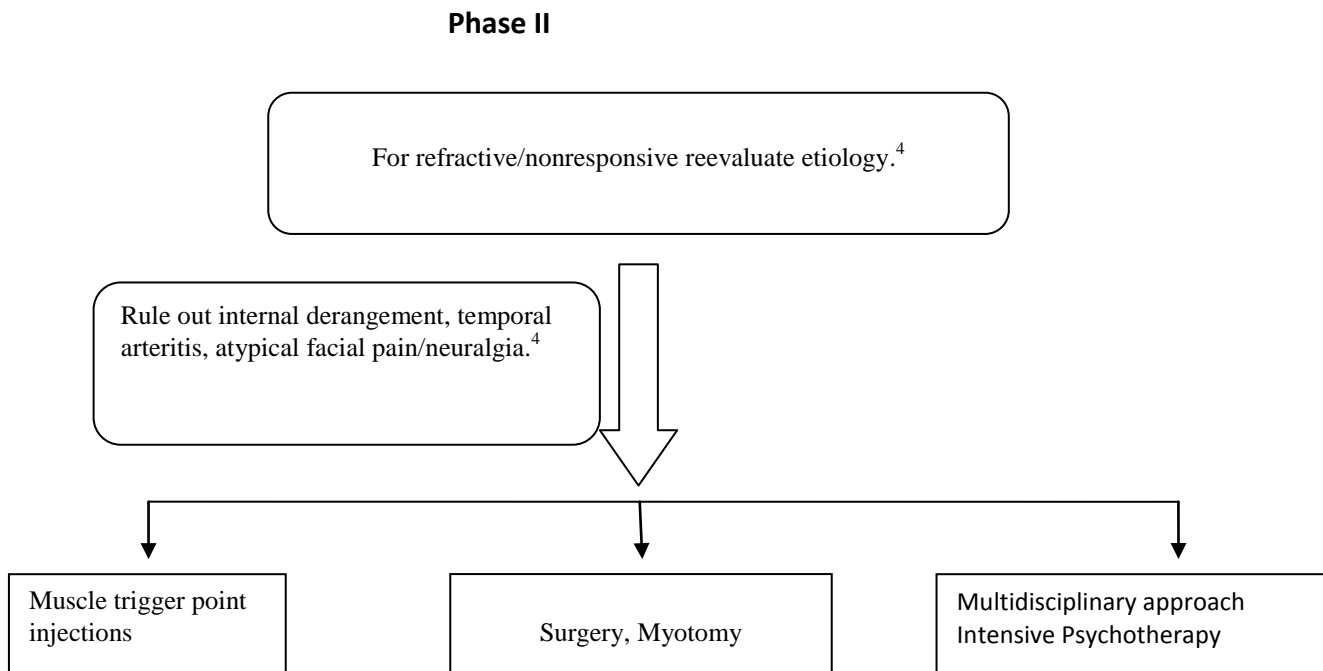 Phase II
For refractive/nonresponsive reevaluate etiology.4
Rule out internal derangement, temporal
arteritis, atypical facial pain/neuralgia.4
Muscle trigger point
injections
Surgery, Myotomy
Multidisciplinary approach
Intensive Psychotherapy